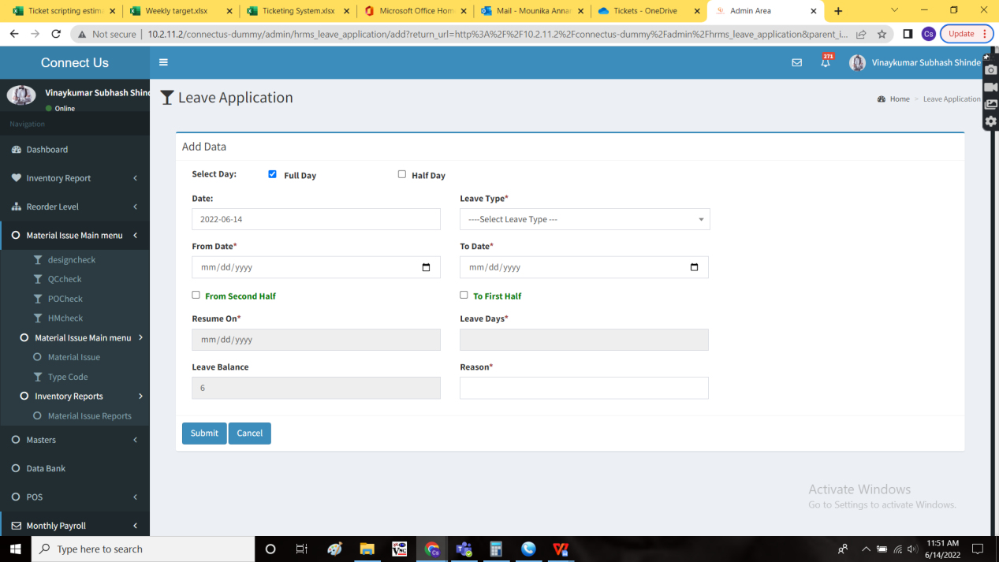 Ticket scripting estim
Weekly target.xlsx
Ticketing System.xlsx
Microsoft Office Hom
Mail - Mounika Annar
Tickets - OneDrive
Admin Area
Not secure | 10.2.11.2/connectus-dummy/admin/hrms_leave_application/add?return_url=http%3A%2F%2F10.2.11.2%2Fconnectus-dummy%2Fadmin%2Fhrms_leave_application&parent_i...
Cs
Update
Connect Us
271
Vinaykumar Subhash Shinde
Vinaykumar Subhash Shind
Online
Navigation
Dashboard
Inventory Report
Reorder Level
Material Issue Main menu
designcheck
QCcheck
POCheck
HMcheck
Material Issue Main menu
Material Issue
Type Code
Inventory Reports
Material Issue Reports
Masters
Data Bank
POS
Monthly Payroll
Leave Application
Home > Leave Application
Add Data
Select Day: Full Day Half Day
Date: Leave Type*
2022-06-14 ----Select Leave Type ---
From Date* To Date*
mm/dd/yyyy mm/dd/yyyy
From Second Half To First Half
Resume On* Leave Days*
mm/dd/yyyy
Leave Balance Reason*
6
Submit Cancel
Activate Windows
Go to Settings to activate Windows.
Type here to search
11:51 AM
6/14/2022